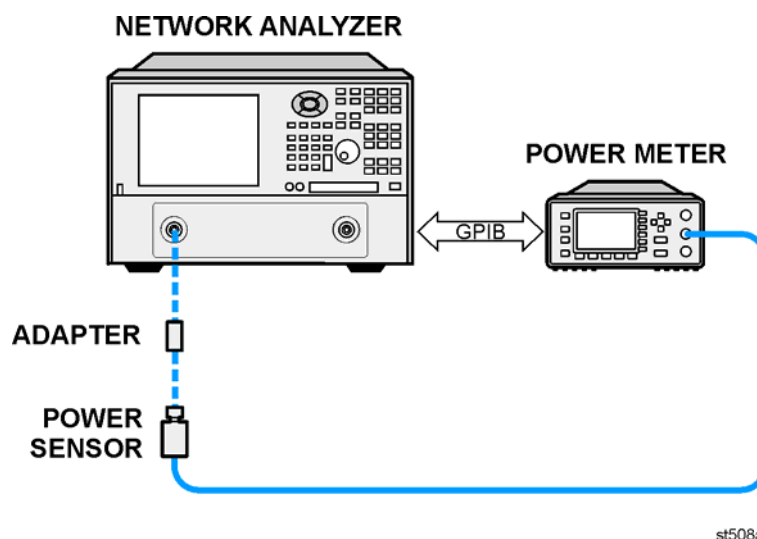 NETWORK ANALYZER
POWER METER
GPIB
ADAPTER
POWER
SENSOR